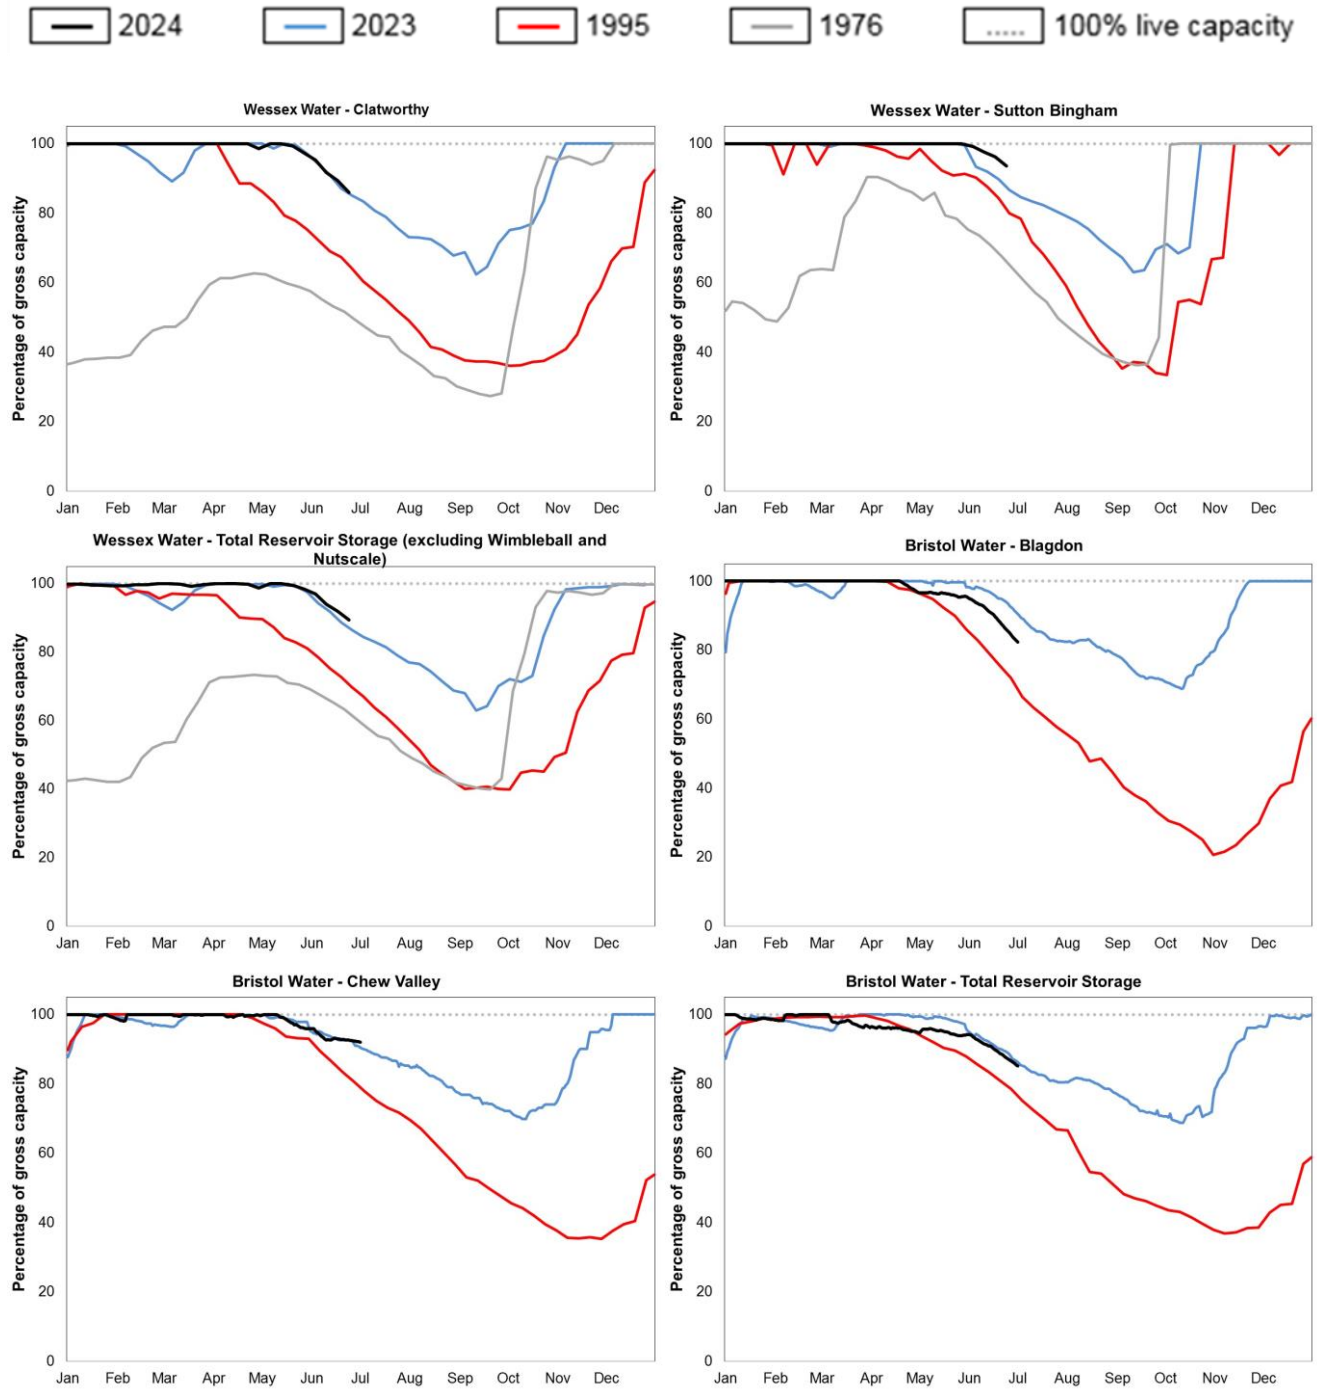 2024 2023 1995 1976 ..... 100% live capacity
Wessex Water - Clatworthy
Percentage of gross capacity
100
80
60
40
20
0
Jan Feb Mar Apr May Jun Jul Aug Sep Oct Nov Dec
Wessex Water - Sutton Bingham
Percentage of gross capacity
100
80
60
40
20
0
Jan Feb Mar Apr May Jun Jul Aug Sep Oct Nov Dec
Wessex Water - Total Reservoir Storage (excluding Wimbleball and
Nutscale)
Percentage of gross capacity
100
80
60
40
20
0
Jan Feb Mar Apr May Jun Jul Aug Sep Oct Nov Dec
Bristol Water - Blagdon
Percentage of gross capacity
100
80
60
40
20
0
Jan Feb Mar Apr May Jun Jul Aug Sep Oct Nov Dec
Bristol Water - Chew Valley
Percentage of gross capacity
100
80
60
40
20
0
Jan Feb Mar Apr May Jun Jul Aug Sep Oct Nov Dec
Bristol Water - Total Reservoir Storage
Percentage of gross capacity
100
80
60
40
20
0
Jan Feb Mar Apr May Jun Jul Aug Sep Oct Nov Dec